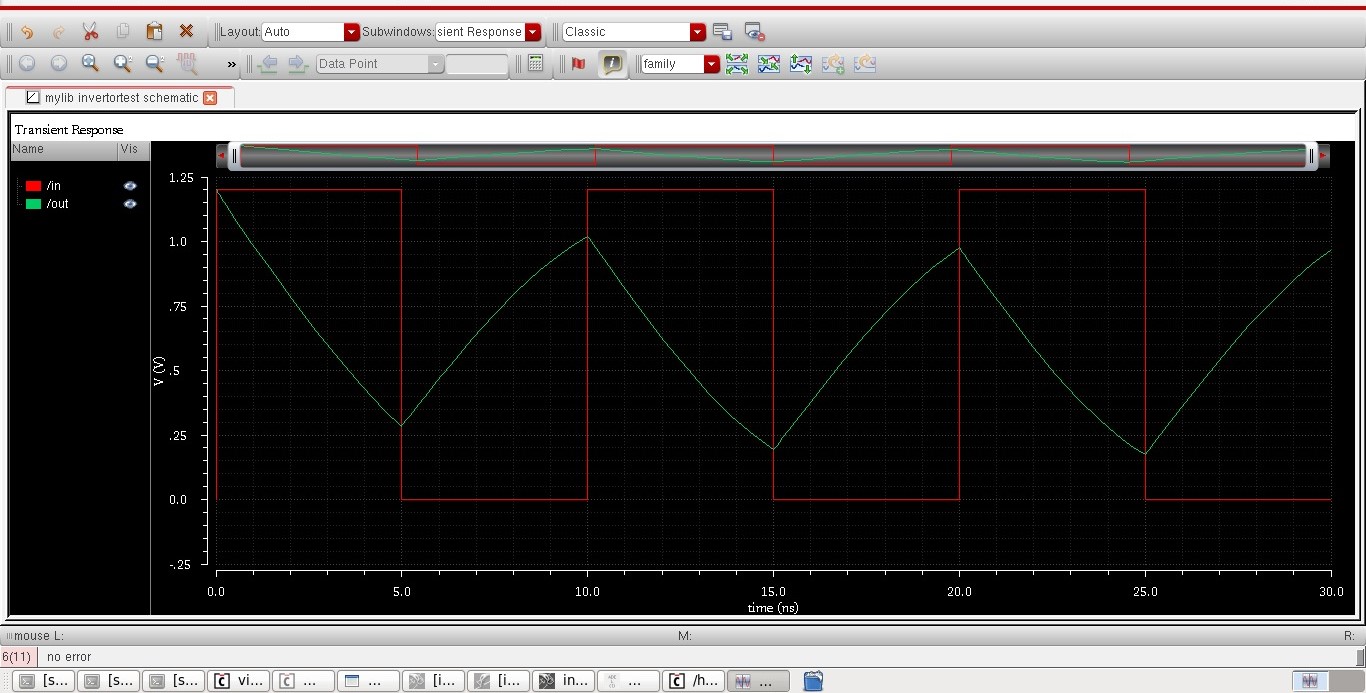 Layout: Auto Subwindows: sient Response Classic
» Data Point family
mylib invertortest schematic
Transient Response
Name Vis
/in
/out
1.25
1.0
.75
.5
.25
0.0
-.25
V (V)
0.0 5.0 10.0 15.0 20.0 25.0 30.0
time (ns)
mouse L: M: R:
6(11) no error
[s... [s... [s... vi... ... ... [i... [i... in... ... /h... ...